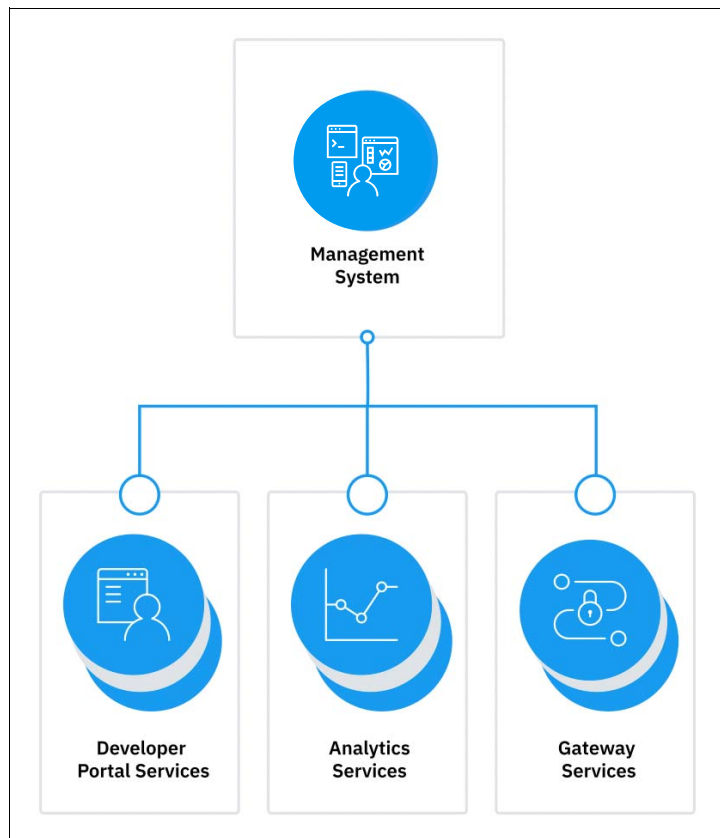 Management
System
Developer
Portal Services
Analytics
Services
Gateway
Services